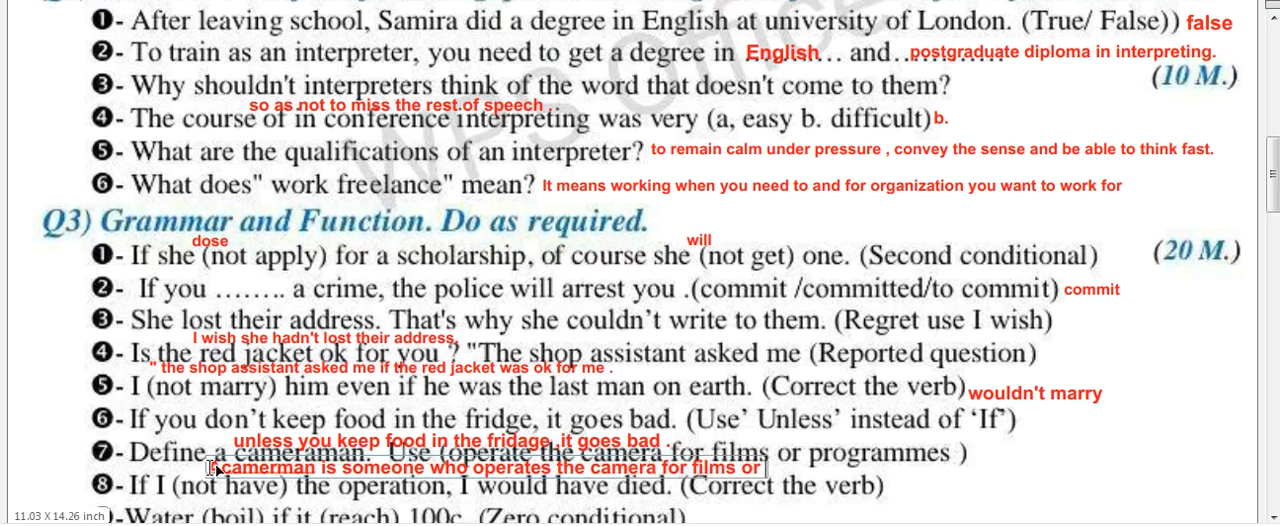 ❶- After leaving school, Samira did a degree in English at university of London. (True/ False)) false
❷- To train as an interpreter, you need to get a degree in English... and.. postgraduate diploma in interpreting.
(10 M.)
❸- Why shouldn't interpreters think of the word that doesn't come to them?
so as not to miss the rest of speech
❹- The course of in conference interpreting was very (a, easy b. difficult) b.
❺- What are the qualifications of an interpreter? to remain calm under pressure , convey the sense and be able to think fast.
❻- What does" work freelance" mean? It means working when you need to and for organization you want to work for
Q3) Grammar and Function. Do as required.
dose will
❶- If she (not apply) for a scholarship, of course she (not get) one. (Second conditional) (20 M.)
❷- If you ........ a crime, the police will arrest you .(commit /committed/to commit) commit
❸- She lost their address. That's why she couldn't write to them. (Regret use I wish)
I wish she hadn't lost their address.
❹- Is the red jacket ok for you ? "The shop assistant asked me (Reported question)
" the shop assistant asked me if the red jacket was ok for me .
❺- I (not marry) him even if he was the last man on earth. (Correct the verb) wouldn't marry
❻- If you don't keep food in the fridge, it goes bad. (Use' Unless' instead of 'If')
unless you keep food in the fridage, it goes bad .
❼- Define a cameraman. Use (operate the camera for films or programmes )
camerman is someone who operates the camera for films or
❽- If I (not have) the operation, I would have died. (Correct the verb)
-Water (boil) if it (reach) 100c. (Zero conditional)
11.03 X 14.26 inch